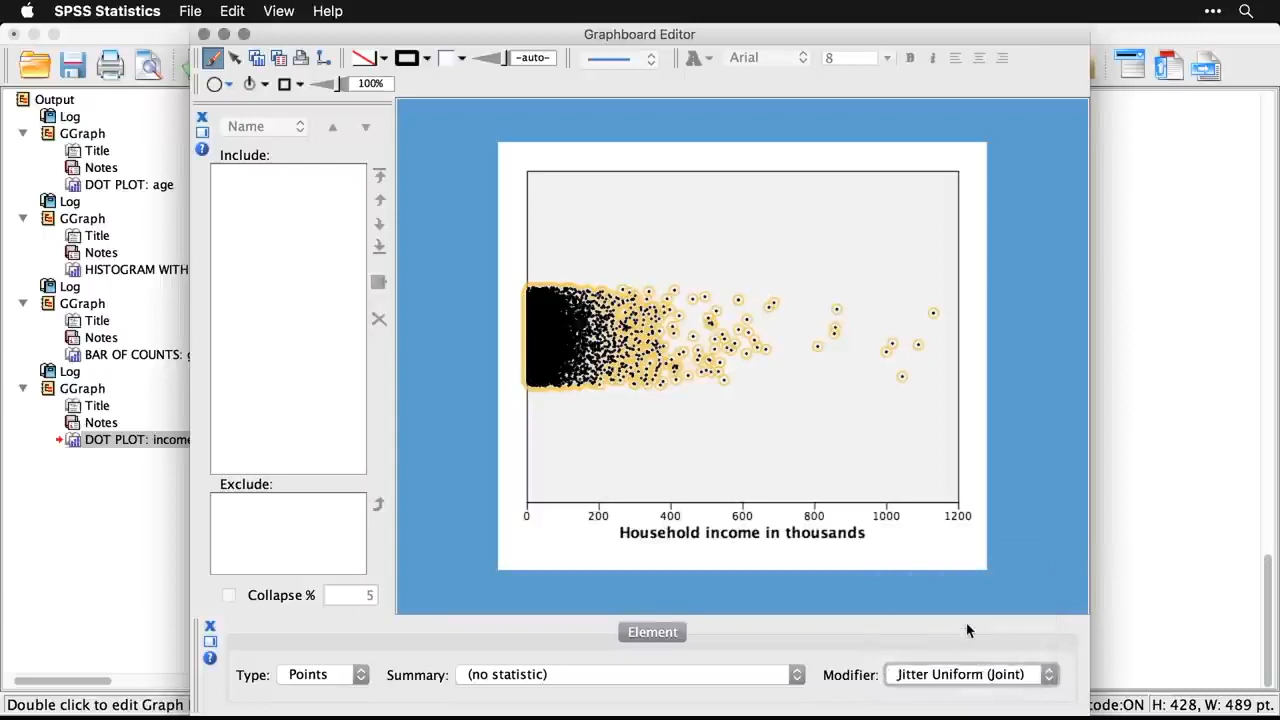 SPSS Statistics File Edit View Help
Graphboard Editor
-auto-
Arial
8
B i
100%
Output
Log
GGraph
Title
Notes
DOT PLOT: age
Log
GGraph
Title
Notes
HISTOGRAM WITH
Log
GGraph
Title
Notes
BAR OF COUNTS:
Log
GGraph
Title
Notes
DOT PLOT: income
Name
Include:
Exclude:
Collapse % 5
0 200 400 600 800 1000 1200
Household income in thousands
Element
Type: Points Summary: (no statistic) Modifier: Jitter Uniform (Joint)
Double click to edit Graph
code:ON H: 428, W: 489 pt.